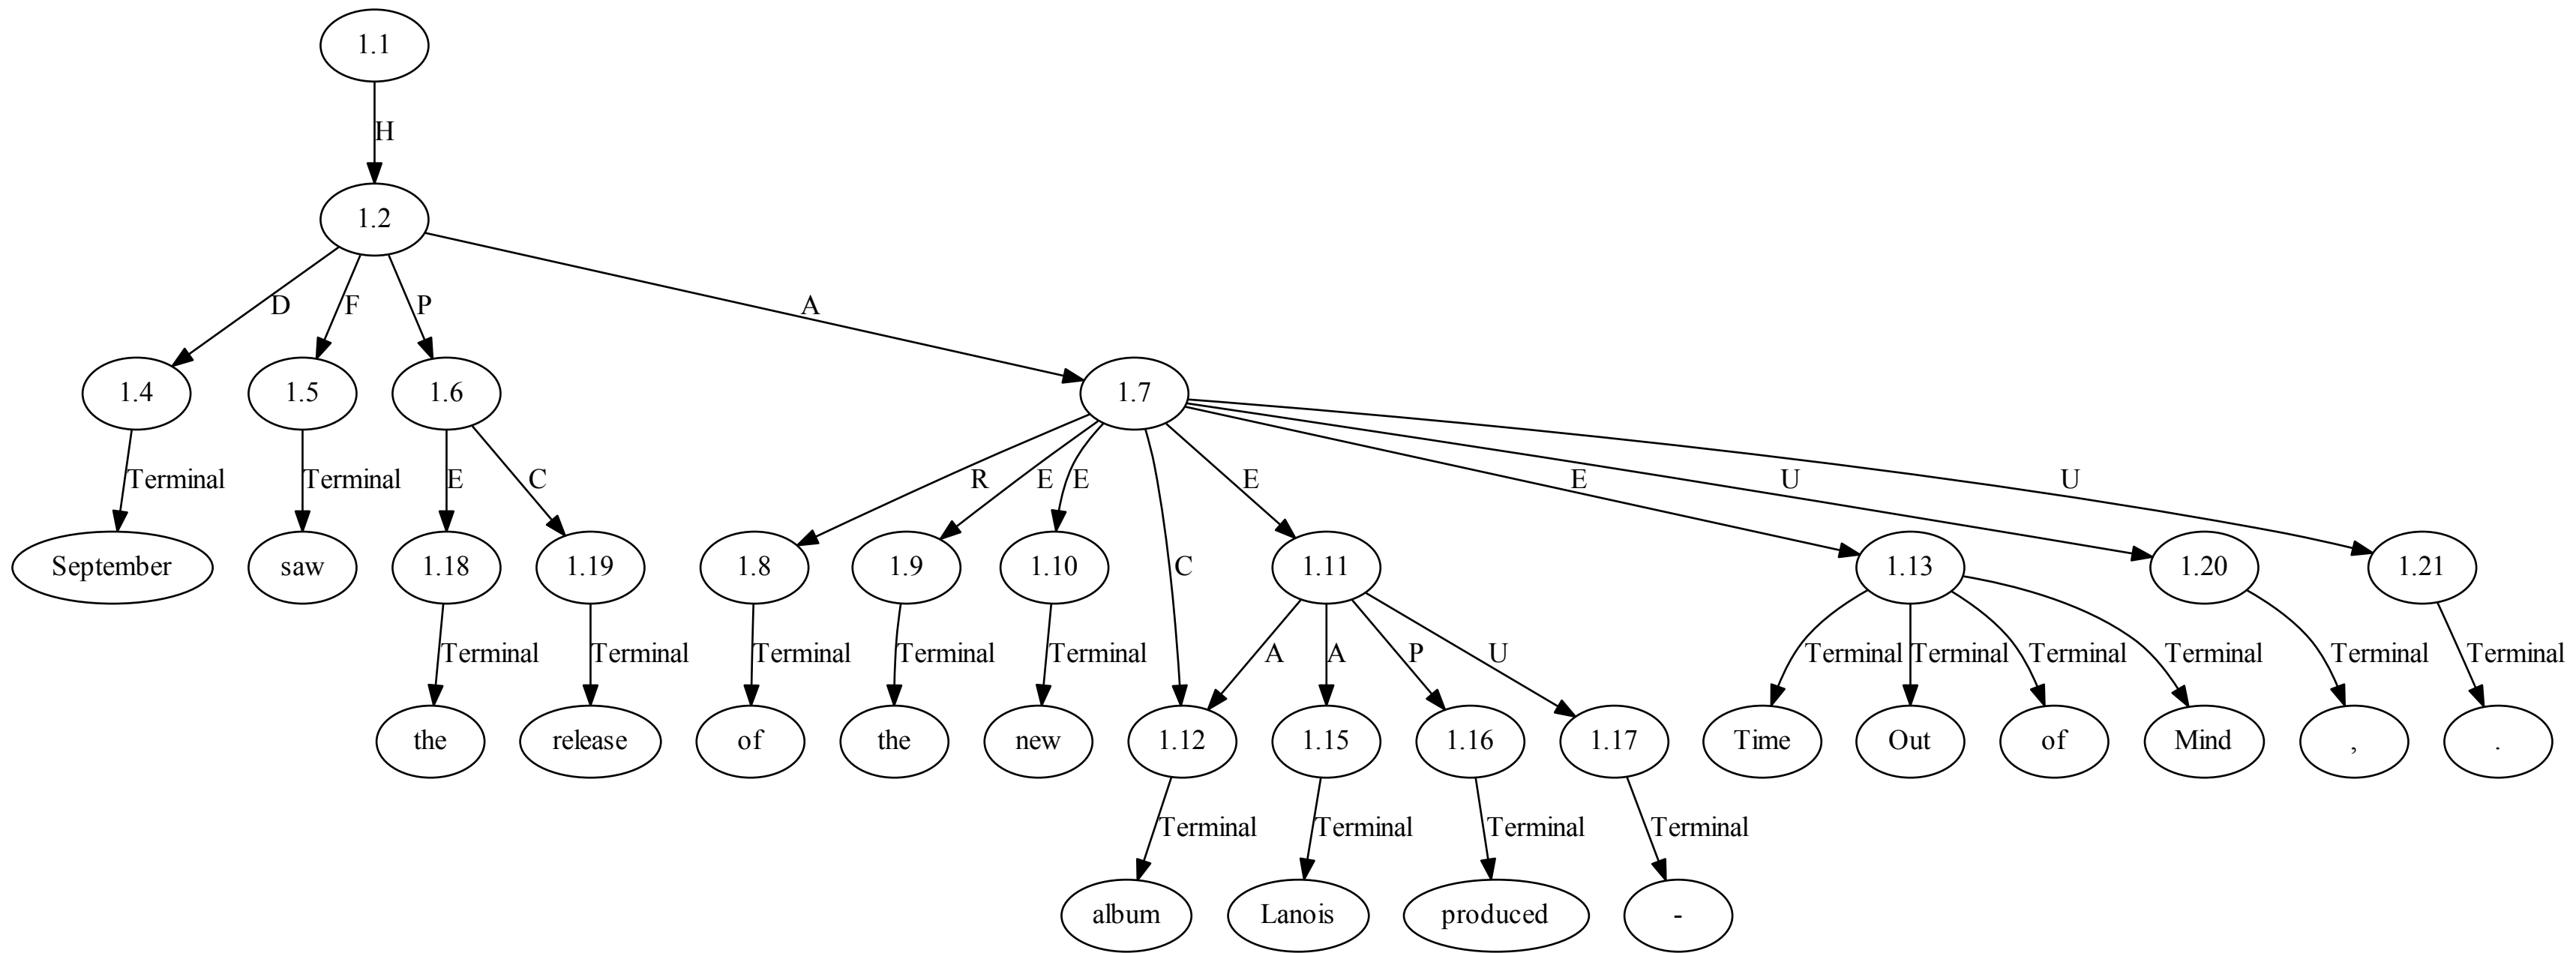 1.1
H
1.2
D F P A
1.4 1.5 1.6 1.7
Terminal Terminal E C R E E C E E U U
September saw 1.18 1.19 1.8 1.9 1.10 1.11 1.13 1.20 1.21
Terminal Terminal Terminal Terminal Terminal A A P U Terminal Terminal Terminal Terminal Terminal Terminal
the release of the new 1.12 1.15 1.16 1.17 Time Out of Mind , .
Terminal Terminal Terminal Terminal
album Lanois produced -